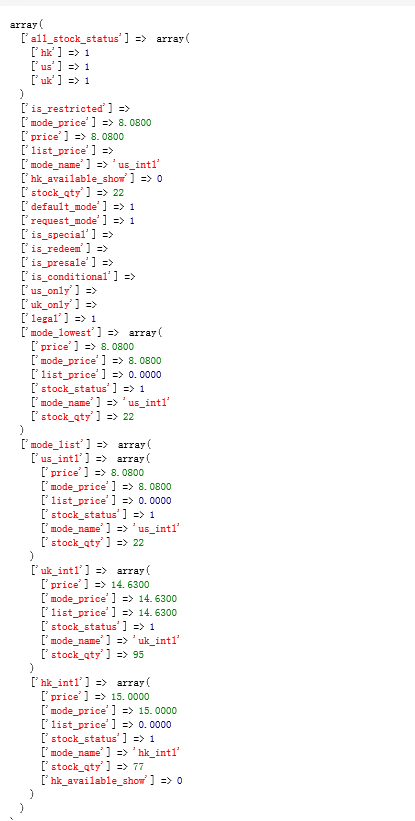 array(
['all_stock_status'] => array(
['hk'] => 1
['us'] => 1
['uk'] => 1
)
['is_restricted'] =>
['mode_price'] => 8.0800
['price'] => 8.0800
['list_price'] =>
['mode_name'] => 'us_intl'
['hk_available_show'] => 0
['stock_qty'] => 22
['default_mode'] => 1
['request_mode'] => 1
['is_special'] =>
['is_redeem'] =>
['is_presale'] =>
['is_conditional'] =>
['us_only'] =>
['uk_only'] =>
['legal'] => 1
['mode_lowest'] => array(
['price'] => 8.0800
['mode_price'] => 8.0800
['list_price'] => 0.0000
['stock_status'] => 1
['mode_name'] => 'us_intl'
['stock_qty'] => 22
)
['mode_list'] => array(
['us_intl'] => array(
['price'] => 8.0800
['mode_price'] => 8.0800
['list_price'] => 0.0000
['stock_status'] => 1
['mode_name'] => 'us_intl'
['stock_qty'] => 22
)
['uk_intl'] => array(
['price'] => 14.6300
['mode_price'] => 14.6300
['list_price'] => 14.6300
['stock_status'] => 1
['mode_name'] => 'uk_intl'
['stock_qty'] => 95
)
['hk_intl'] => array(
['price'] => 15.0000
['mode_price'] => 15.0000
['list_price'] => 0.0000
['stock_status'] => 1
['mode_name'] => 'hk_intl'
['stock_qty'] => 77
['hk_available_show'] => 0
)
)